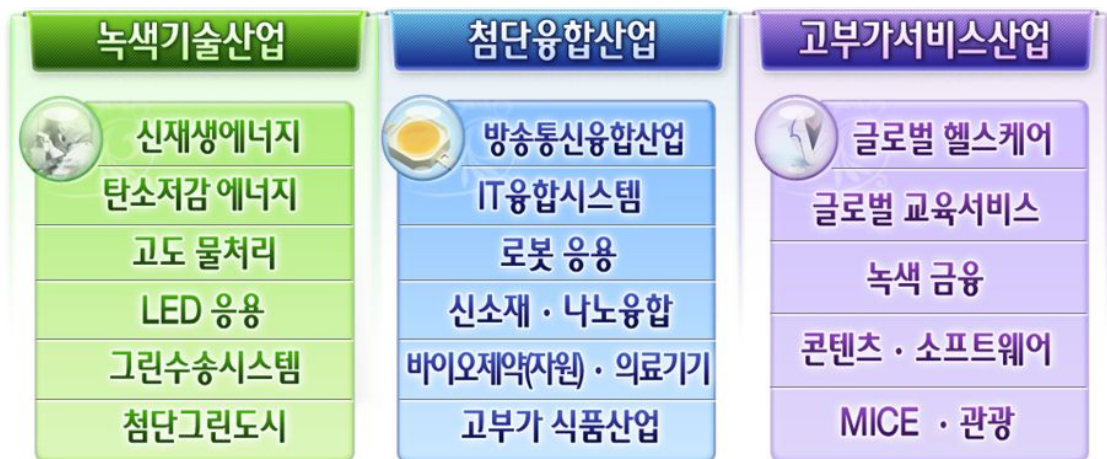 녹색기술산업
신재생에너지
탄소저감 에너지
고도 물처리
LED 응용
그린수송시스템
첨단그린도시
첨단융합산업
방송통신융합산업
IT융합시스템
로봇 응용
신소재 · 나노융합
바이오제약(자원) · 의료기기
고부가 식품산업
고부가서비스산업
글로벌 헬스케어
글로벌 교육서비스
녹색 금융
콘텐츠 · 소프트웨어
MICE · 관광